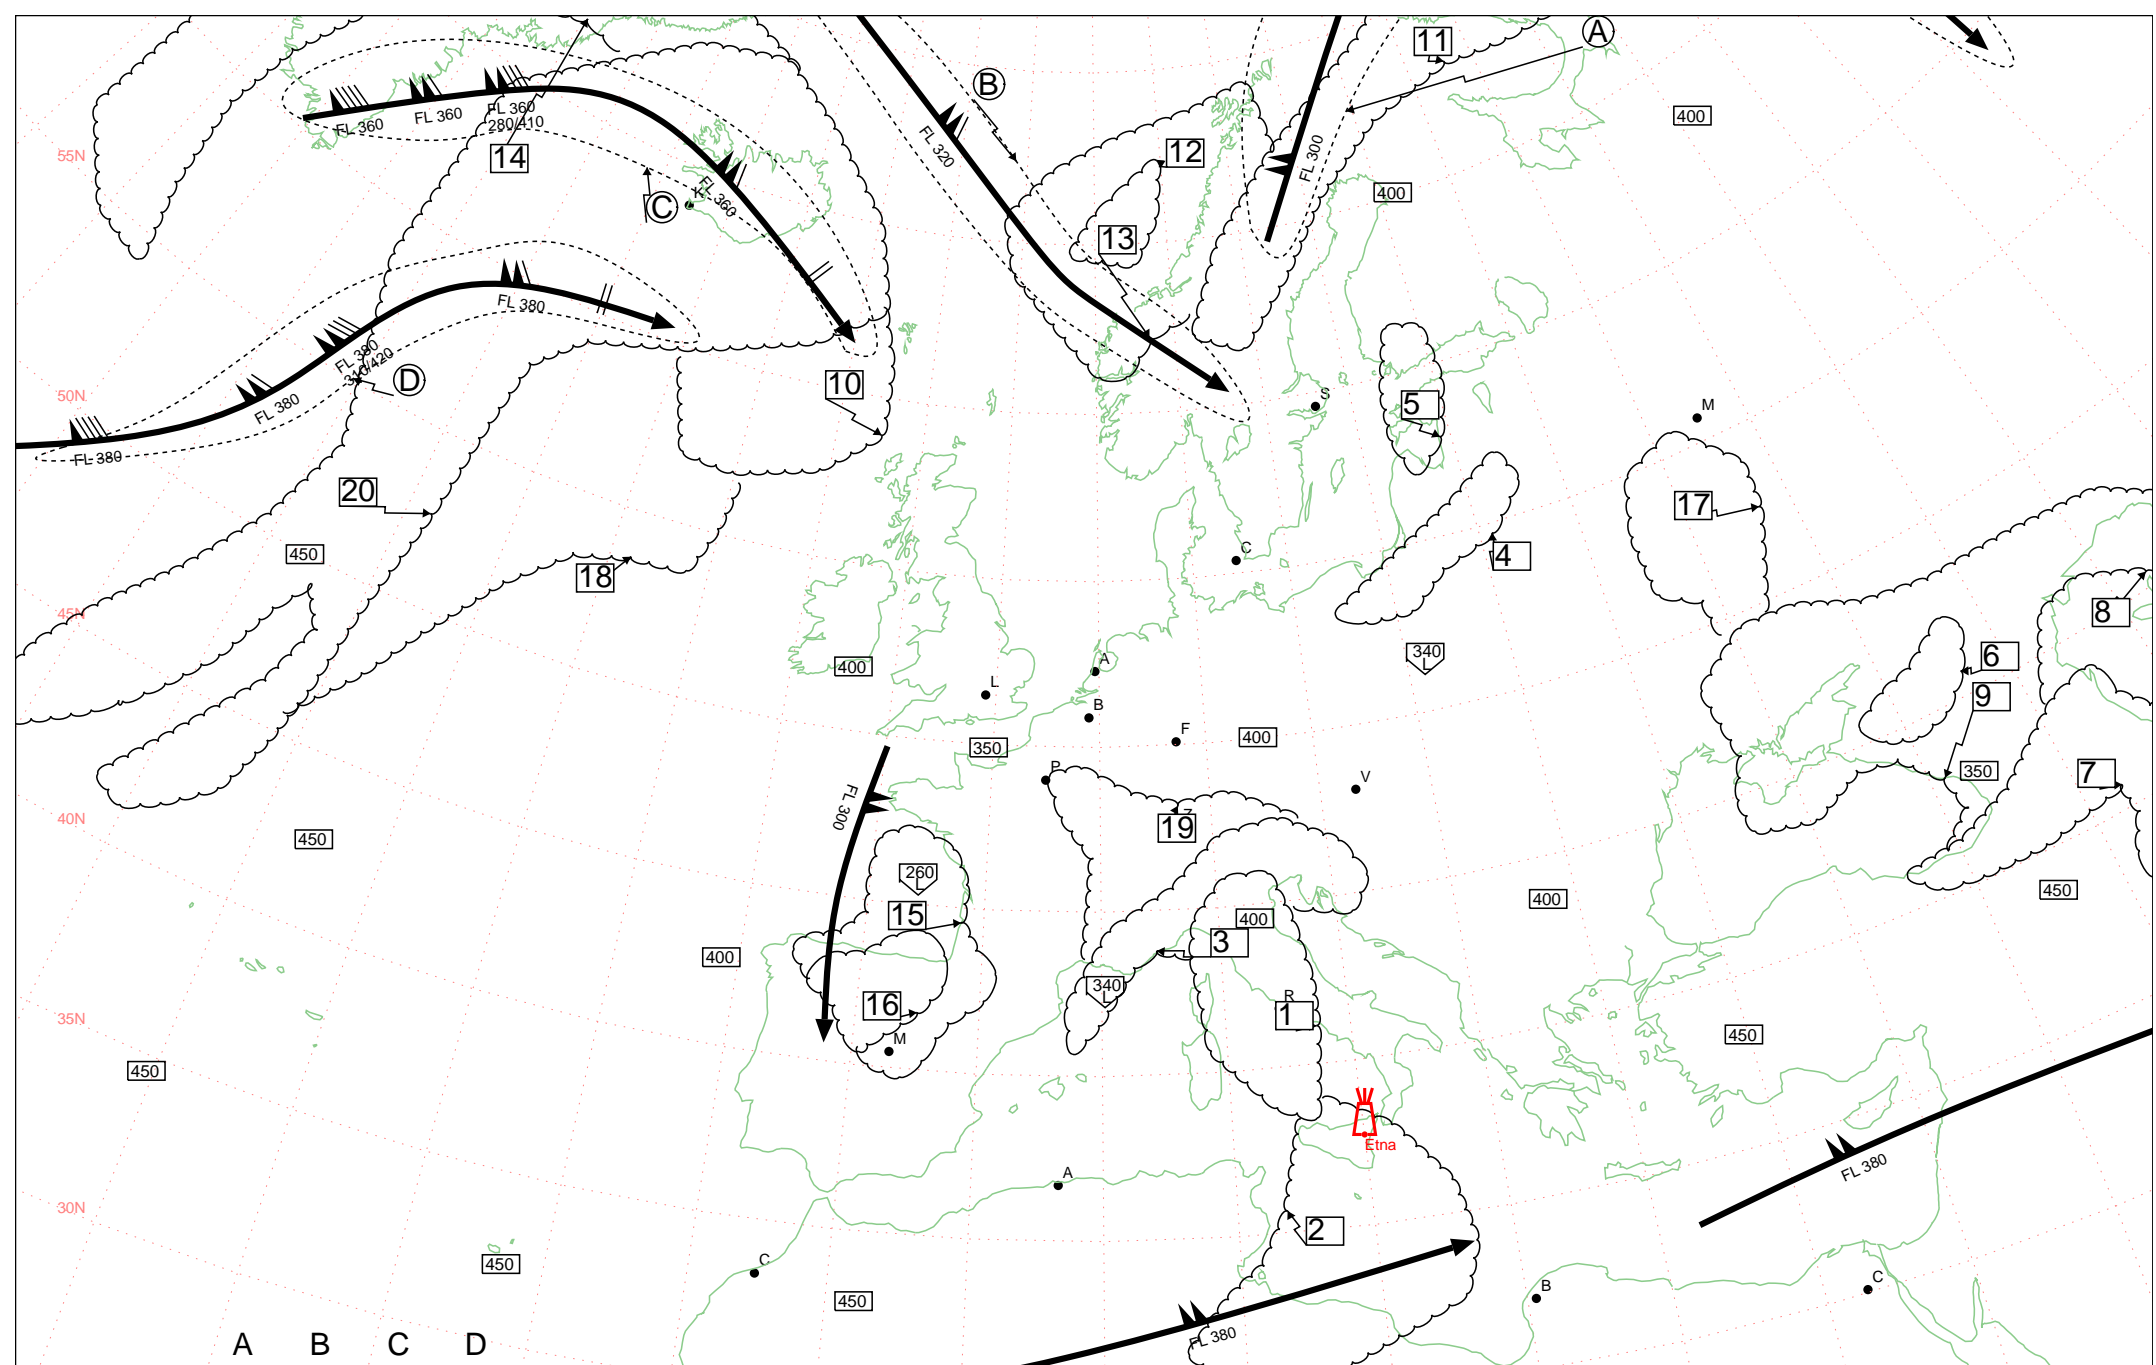 A
11
B
400
55N
FL 360
FL 360
FL 360
280/410
14
FL 320
12
FL 300
400
C
FL 360
13
FL 380
FL 380
310/420
D
10
50N
FL 380
5
S
M
FL 380
20
17
450
18
C
4
45N
8
400
A
340
L
6
L
9
B
350
F
400
P
V
350
7
40N
FL 300
19
450
260
L
450
400
15
400
3
400
340
L
16
R
1
35N
M
450
450
Etna
A
FL 380
30N
2
450
C
B
C
450
FL 380
A B C D